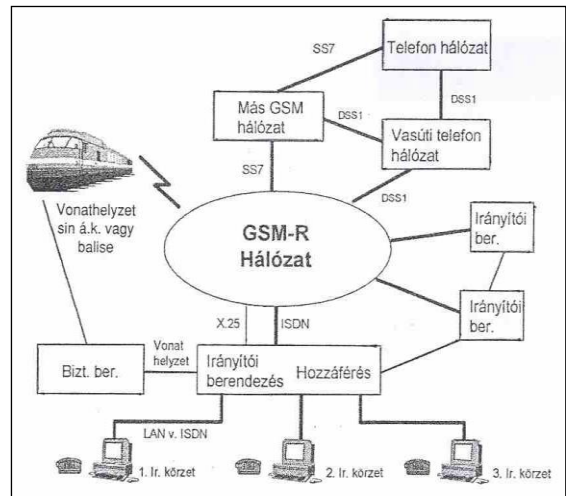 Telefon hálózat
SS7
DSS1
Más GSM
hálózat
DSS1
Vasúti telefon
hálózat
SS7
DSS1
Vonathelyzet
sin á.k. vagy
balise
GSM-R
Hálózat
Irányítói
ber.
Irányítói
ber.
X.25
ISDN
Vonat
helyzet
Bizt. ber.
Irányítói
berendezés
Hozzáférés
LAN v. ISDN
1. Ir. körzet
2. Ir. körzet
3. Ir. körzet